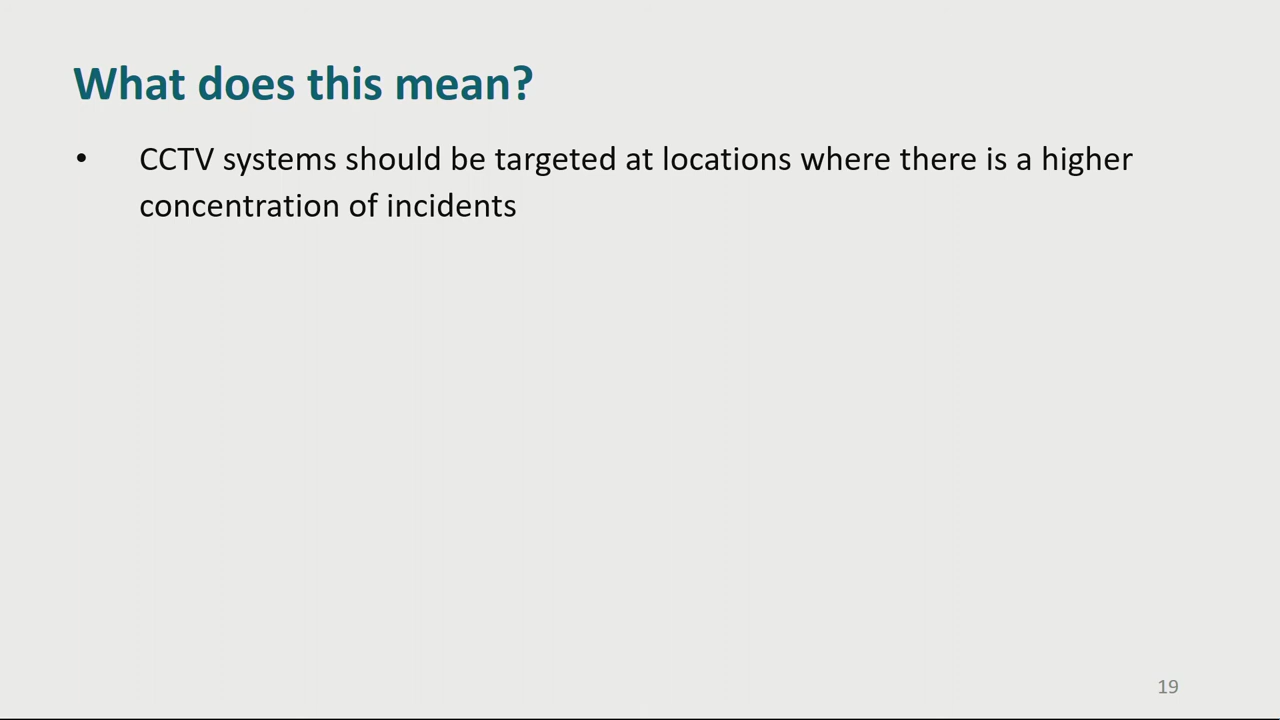 What does this mean?
• CCTV systems should be targeted at locations where there is a higher
concentration of incidents
19